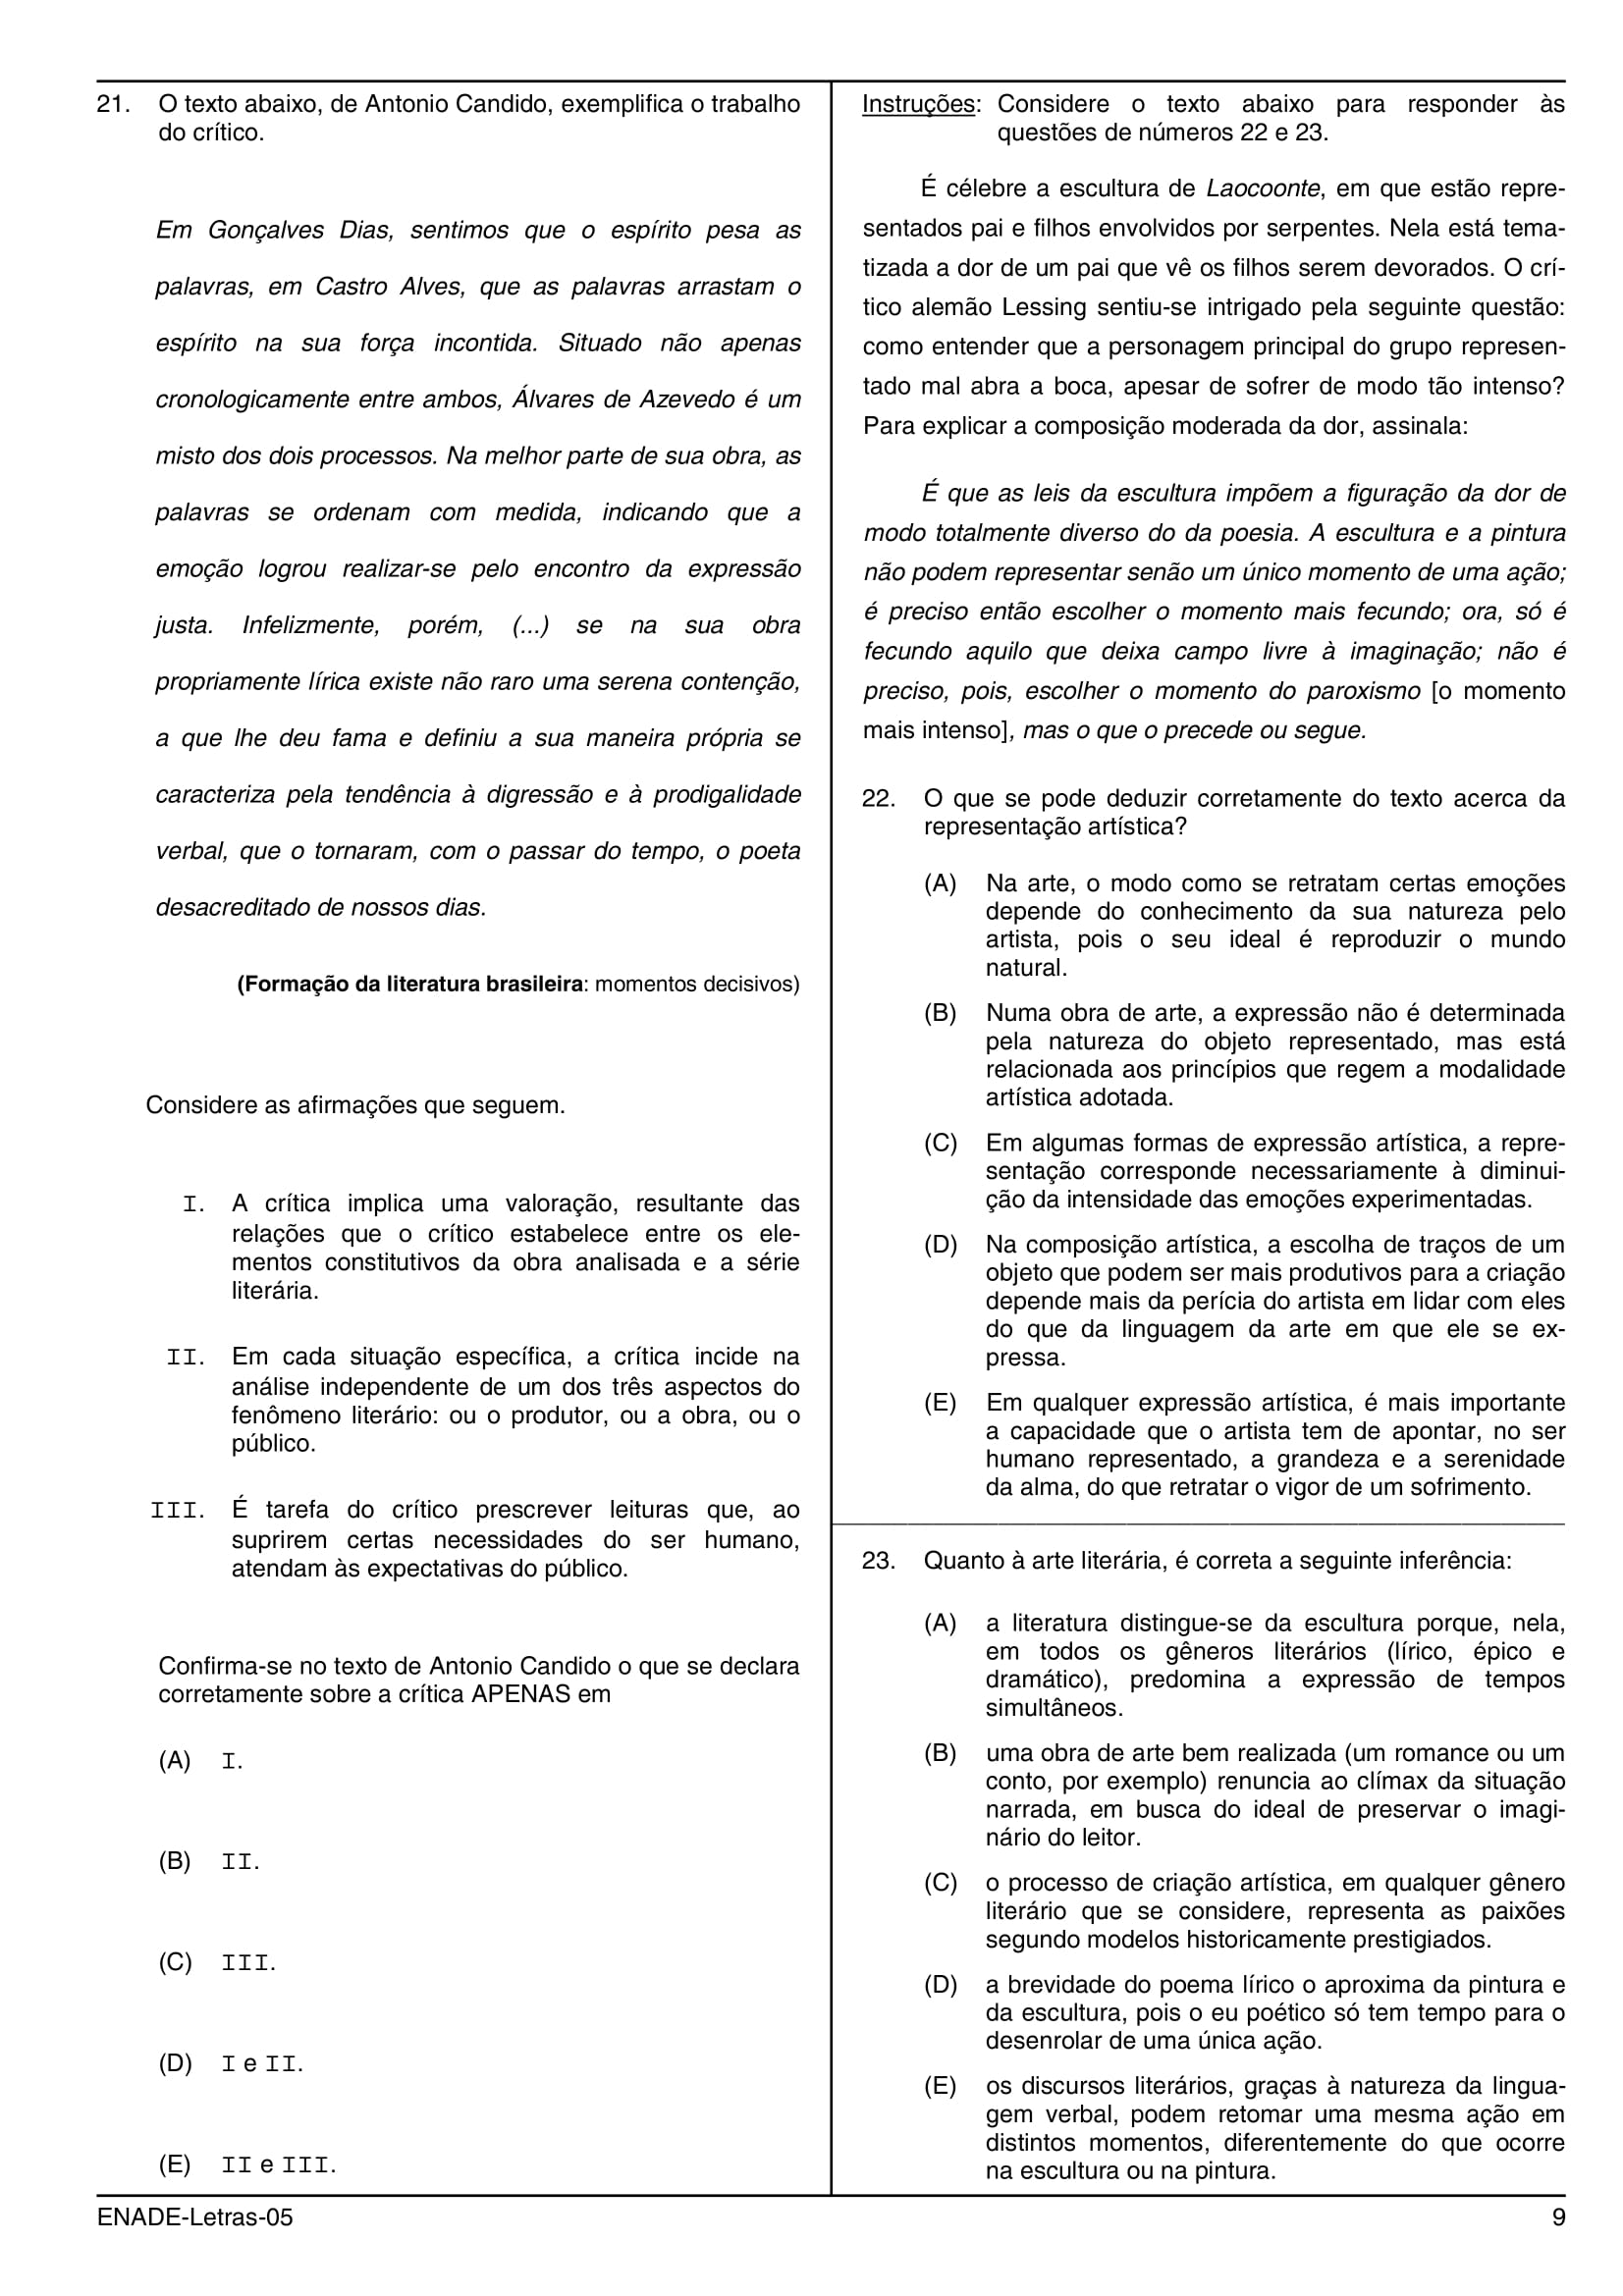 21. O texto abaixo, de Antonio Candido, exemplifica o trabalho
do crítico.
Em Gonçalves Dias, sentimos que o espírito pesa as
palavras, em Castro Alves, que as palavras arrastam o
espírito na sua força incontida. Situado não apenas
cronologicamente entre ambos, Álvares de Azevedo é um
misto dos dois processos. Na melhor parte de sua obra, as
palavras se ordenam com medida, indicando que a
emoção logrou realizar-se pelo encontro da expressão
justa. Infelizmente, porém, (...) se na sua obra
propriamente lírica existe não raro uma serena contenção,
a que lhe deu fama e definiu a sua maneira própria se
caracteriza pela tendência à digressão e à prodigalidade
verbal, que o tornaram, com o passar do tempo, o poeta
desacreditado de nossos dias.
(Formação da literatura brasileira: momentos decisivos)
Considere as afirmações que seguem.
I. A crítica implica uma valoração, resultante das
relações que o crítico estabelece entre os ele-
mentos constitutivos da obra analisada e a série
literária.
II. Em cada situação específica, a crítica incide na
análise independente de um dos três aspectos do
fenômeno literário: ou o produtor, ou a obra, ou o
público.
III. É tarefa do crítico prescrever leituras que, ao
suprirem certas necessidades do ser humano,
atendam às expectativas do público.
Confirma-se no texto de Antonio Candido o que se declara
corretamente sobre a crítica APENAS em
(A) I.
(B) II.
(C) III.
(D) I e II.
(E) II e III.
Instruções: Considere o texto abaixo para responder às
questões de números 22 e 23.
É célebre a escultura de Laocoonte, em que estão repre-
sentados pai e filhos envolvidos por serpentes. Nela está tema-
tizada a dor de um pai que vê os filhos serem devorados. O crí-
tico alemão Lessing sentiu-se intrigado pela seguinte questão:
como entender que a personagem principal do grupo represen-
tado mal abra a boca, apesar de sofrer de modo tão intenso?
Para explicar a composição moderada da dor, assinala:
É que as leis da escultura impõem a figuração da dor de
modo totalmente diverso do da poesia. A escultura e a pintura
não podem representar senão um único momento de uma ação;
é preciso então escolher o momento mais fecundo; ora, só é
fecundo aquilo que deixa campo livre à imaginação; não é
preciso, pois, escolher o momento do paroxismo [o momento
mais intenso], mas o que o precede ou segue.
22. O que se pode deduzir corretamente do texto acerca da
representação artística?
(A) Na arte, o modo como se retratam certas emoções
depende do conhecimento da sua natureza pelo
artista, pois o seu ideal é reproduzir o mundo
natural.
(B) Numa obra de arte, a expressão não é determinada
pela natureza do objeto representado, mas está
relacionada aos princípios que regem a modalidade
artística adotada.
(C) Em algumas formas de expressão artística, a repre-
sentação corresponde necessariamente à diminui-
ção da intensidade das emoções experimentadas.
(D) Na composição artística, a escolha de traços de um
objeto que podem ser mais produtivos para a criação
depende mais da perícia do artista em lidar com eles
do que da linguagem da arte em que ele se ex-
pressa.
(E) Em qualquer expressão artística, é mais importante
a capacidade que o artista tem de apontar, no ser
humano representado, a grandeza e a serenidade
da alma, do que retratar o vigor de um sofrimento.
23. Quanto à arte literária, é correta a seguinte inferência:
(A) a literatura distingue-se da escultura porque, nela,
em todos os gêneros literários (lírico, épico e
dramático), predomina a expressão de tempos
simultâneos.
(B) uma obra de arte bem realizada (um romance ou um
conto, por exemplo) renuncia ao clímax da situação
narrada, em busca do ideal de preservar o imagi-
nário do leitor.
(C) o processo de criação artística, em qualquer gênero
literário que se considere, representa as paixões
segundo modelos historicamente prestigiados.
(D) a brevidade do poema lírico o aproxima da pintura e
da escultura, pois o eu poético só tem tempo para o
desenrolar de uma única ação.
(E) os discursos literários, graças à natureza da lingua-
gem verbal, podem retomar uma mesma ação em
distintos momentos, diferentemente do que ocorre
na escultura ou na pintura.
ENADE-Letras-05 9